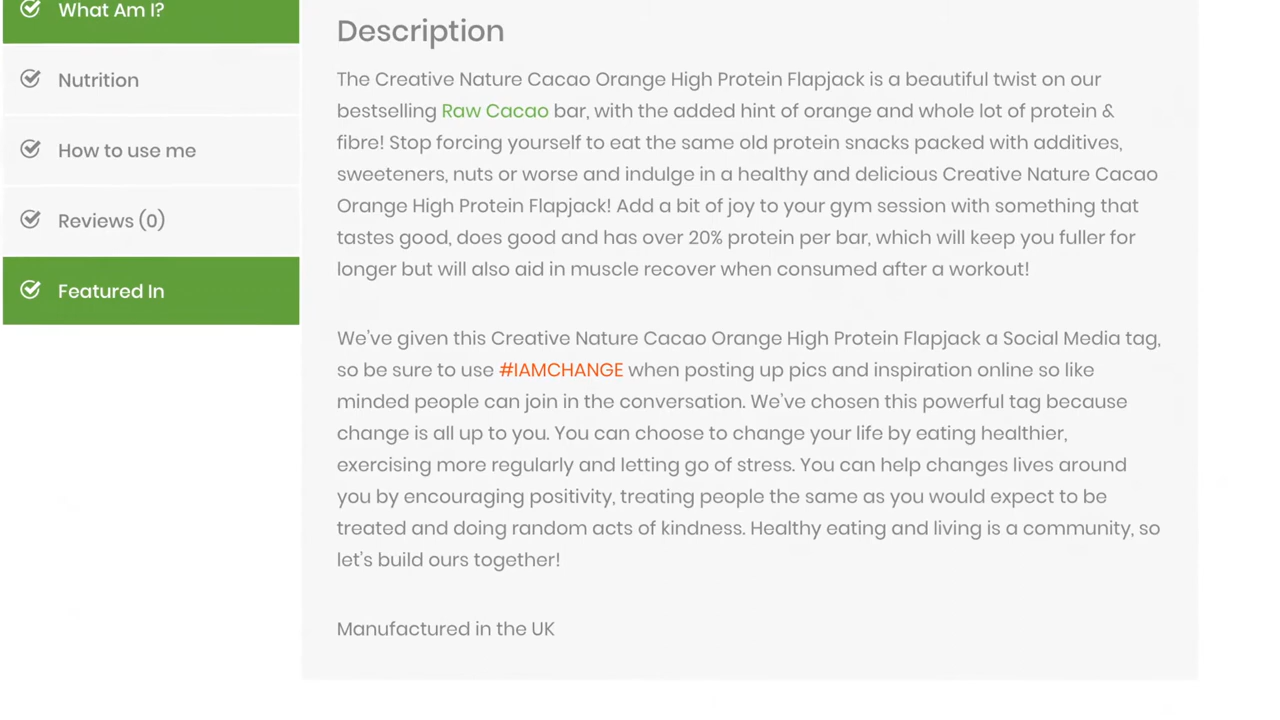 What Am I?
Nutrition
How to use me
Reviews (0)
Featured In
Description
The Creative Nature Cacao Orange High Protein Flapjack is a beautiful twist on our
bestselling Raw Cacao bar, with the added hint of orange and whole lot of protein &
fibre! Stop forcing yourself to eat the same old protein snacks packed with additives,
sweeteners, nuts or worse and indulge in a healthy and delicious Creative Nature Cacao
Orange High Protein Flapjack! Add a bit of joy to your gym session with something that
tastes good, does good and has over 20% protein per bar, which will keep you fuller for
longer but will also aid in muscle recover when consumed after a workout!
We've given this Creative Nature Cacao Orange High Protein Flapjack a Social Media tag,
so be sure to use #IAMCHANGE when posting up pics and inspiration online so like
minded people can join in the conversation. We've chosen this powerful tag because
change is all up to you. You can choose to change your life by eating healthier,
exercising more regularly and letting go of stress. You can help changes lives around
you by encouraging positivity, treating people the same as you would expect to be
treated and doing random acts of kindness. Healthy eating and living is a community, so
let's build ours together!
Manufactured in the UK